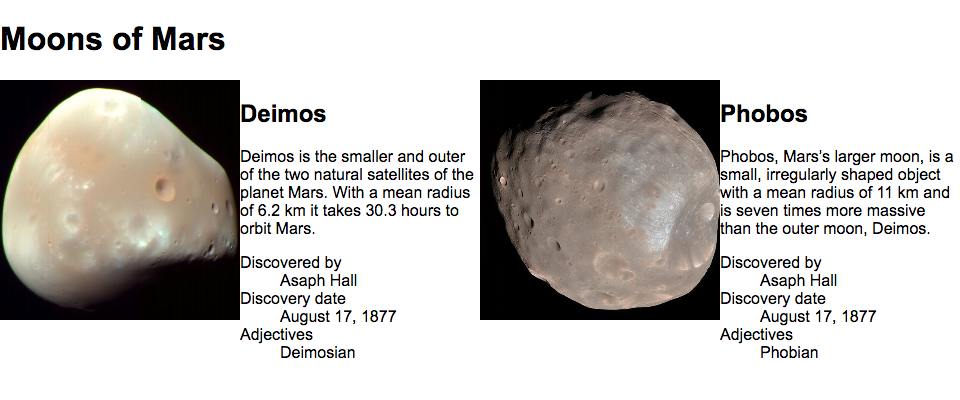 Moons of Mars
Deimos
Deimos is the smaller and outer
of the two natural satellites of the
planet Mars. With a mean radius
of 6.2 km it takes 30.3 hours to
orbit Mars.
Discovered by
Asaph Hall
Discovery date
August 17, 1877
Adjectives
Deimosian
Phobos
Phobos, Mars's larger moon, is a
small, irregularly shaped object
with a mean radius of 11 km and
is seven times more massive
than the outer moon, Deimos.
Discovered by
Asaph Hall
Discovery date
August 17, 1877
Adjectives
Phobian